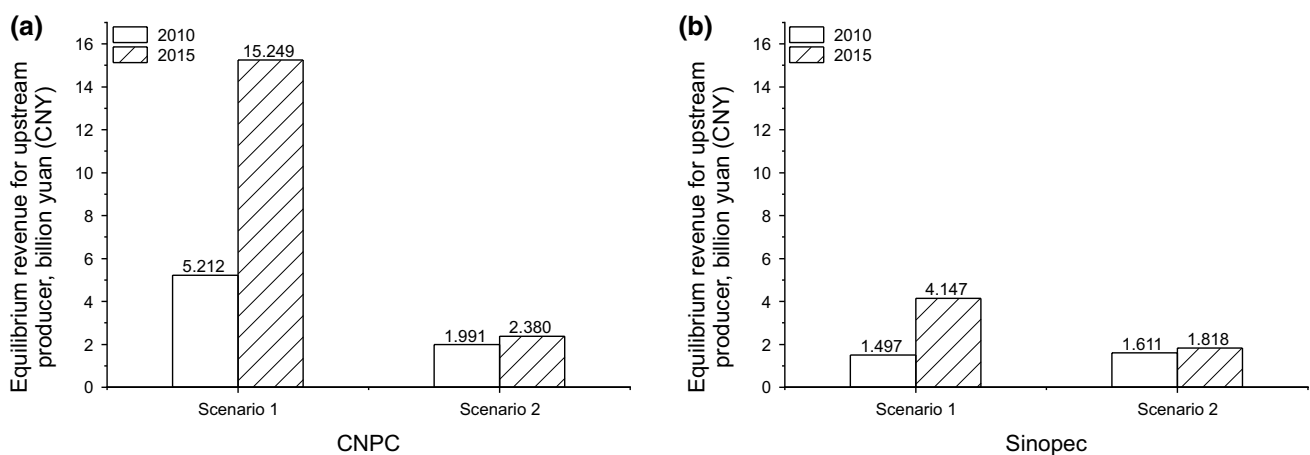 (a)
Equilibrium revenue for upstream
producer, billion yuan (CNY)
16
14
12
10
8
6
4
2
0
2010
2015
5.212
15.249
1.991
2.380
Scenario 1
Scenario 2
CNPC
(b)
Equilibrium revenue for upstream
producer, billion yuan (CNY)
16
14
12
10
8
6
4
2
0
2010
2015
1.497
4.147
1.611
1.818
Scenario 1
Scenario 2
Sinopec